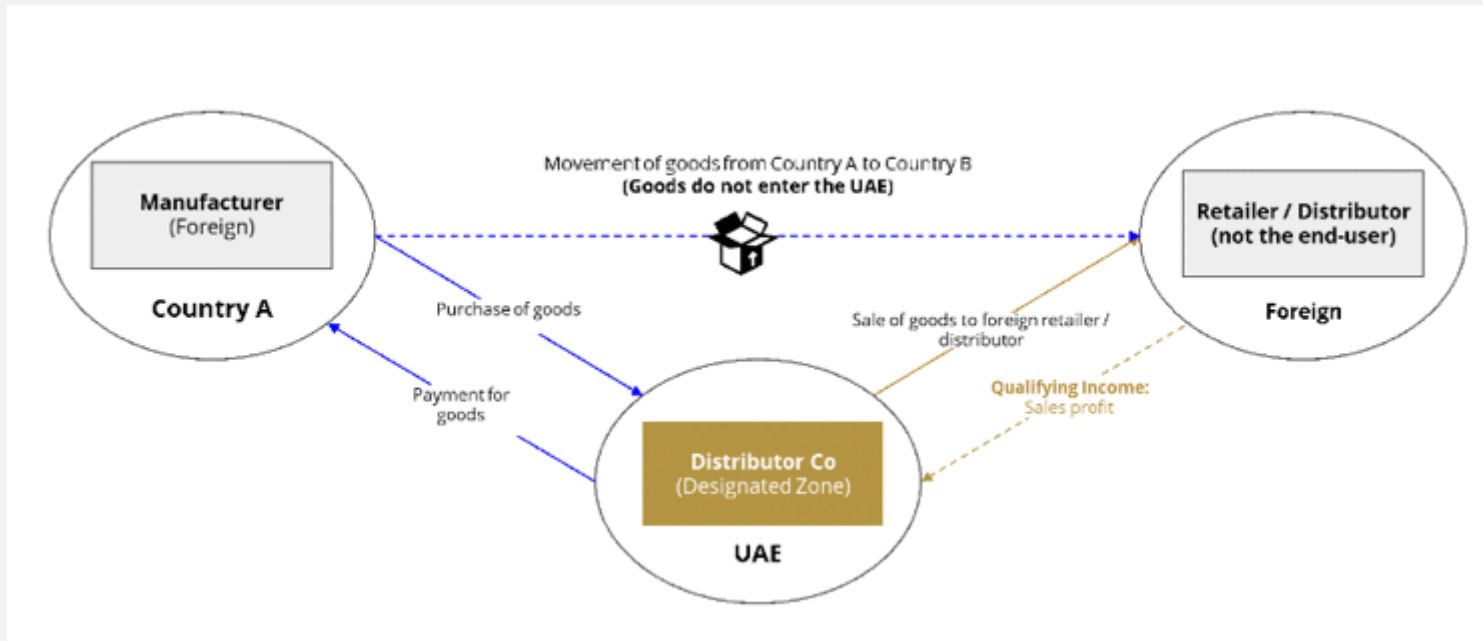 Movement of goods from Country A to Country B
(Goods do not enter the UAE)
Manufacturer
(Foreign)
Country A
Retailer / Distributor
(not the end-user)
Foreign
Purchase of goods
Sale of goods to foreign retailer /
distributor
Payment for
goods
Qualifying Income:
Sales profit
Distributor Co
(Designated Zone)
UAE